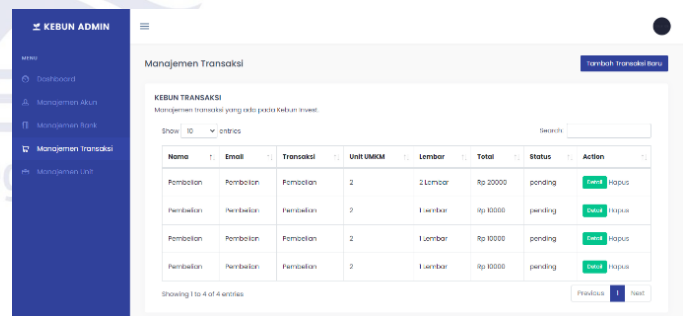 KEBUN ADMIN
MENU
Dashboard
Manajemen Akun
Manajemen Bank
Manajemen Transaksi
Manajemen Unit
Manajemen Transaksi
Tambah Transaksi Baru
KEBUN TRANSAKSI
Manajemen transaksi yang ada pada Kebun Invest.
Show 10 entries
Search:
Nama Email Transaksi Unit UMKM Lembar Total Status Action
Pembelian Pembelian Pembelian 2 2 Lembar Rp 20000 pending Detail Hapus
Pembelian Pembelian Pembelian 2 1 Lembar Rp 10000 pending Detail Hapus
Pembelian Pembelian Pembelian 2 1 Lembar Rp 10000 pending Detail Hapus
Pembelian Pembelian Pembelian 2 1 Lembar Rp 10000 pending Detail Hapus
Showing 1 to 4 of 4 entries
Previous 1 Next